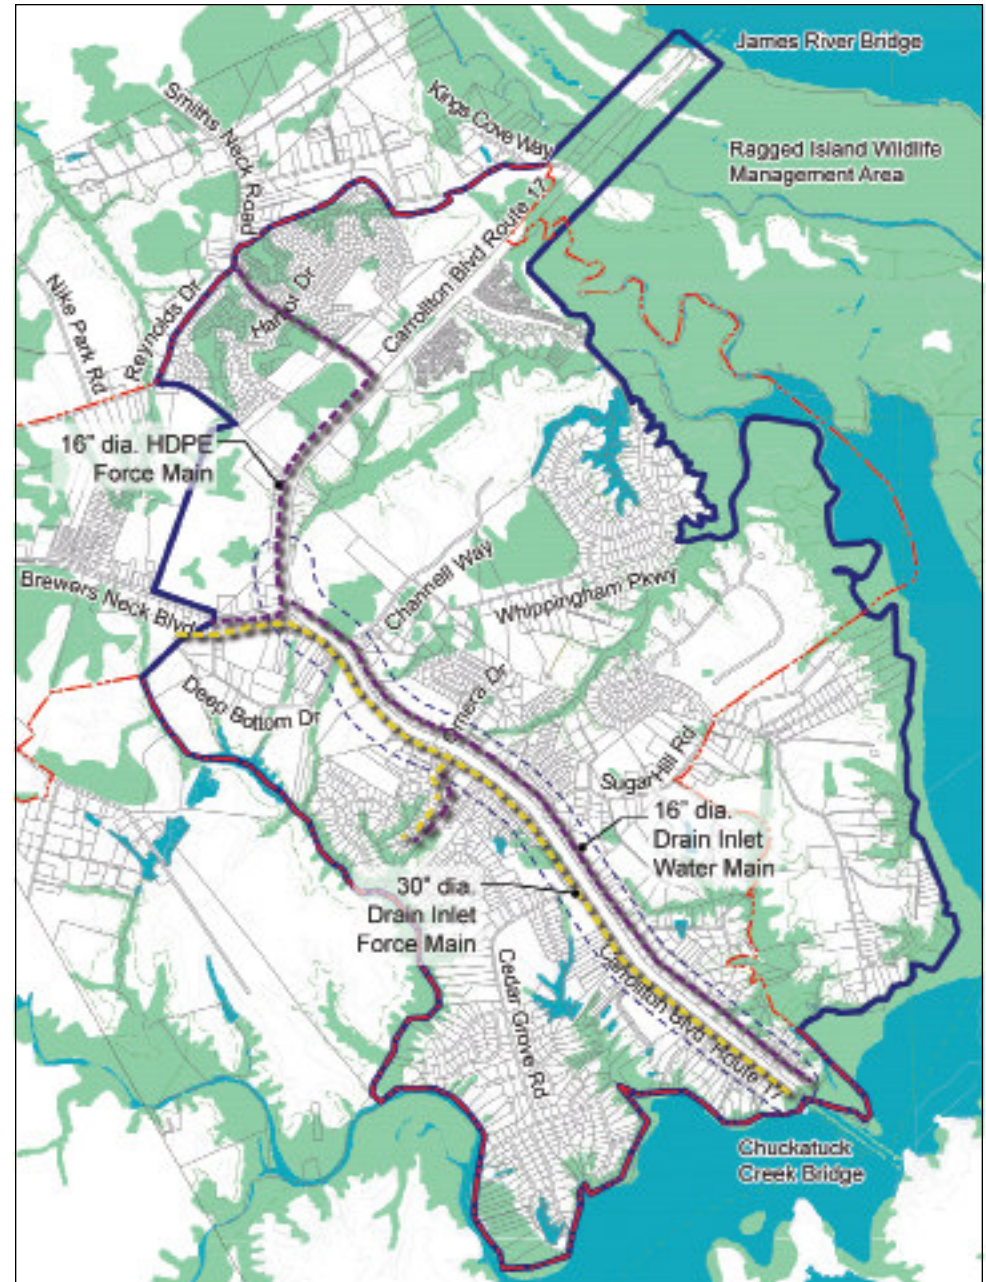 James River Bridge
Kings Cove Way
Smiths Neck Road
Ragged Island Wildlife
Management Area
Carrollton Blvd Route 17
Nike Park Rd
Reynolds Dr
Harbor Dr
16" dia. HDPE
Force Main
Channell Way
Brewers Neck Blvd
Whippingham Pkwy
Deep Bottom Dr
Sugar Hill Rd
16" dia.
Drain Inlet
Water Main
30" dia
Drain Inlet
Force Main
Cedar Grove Rd
Carrollton Blvd Route 17
Chuckatuck
Creek Bridge